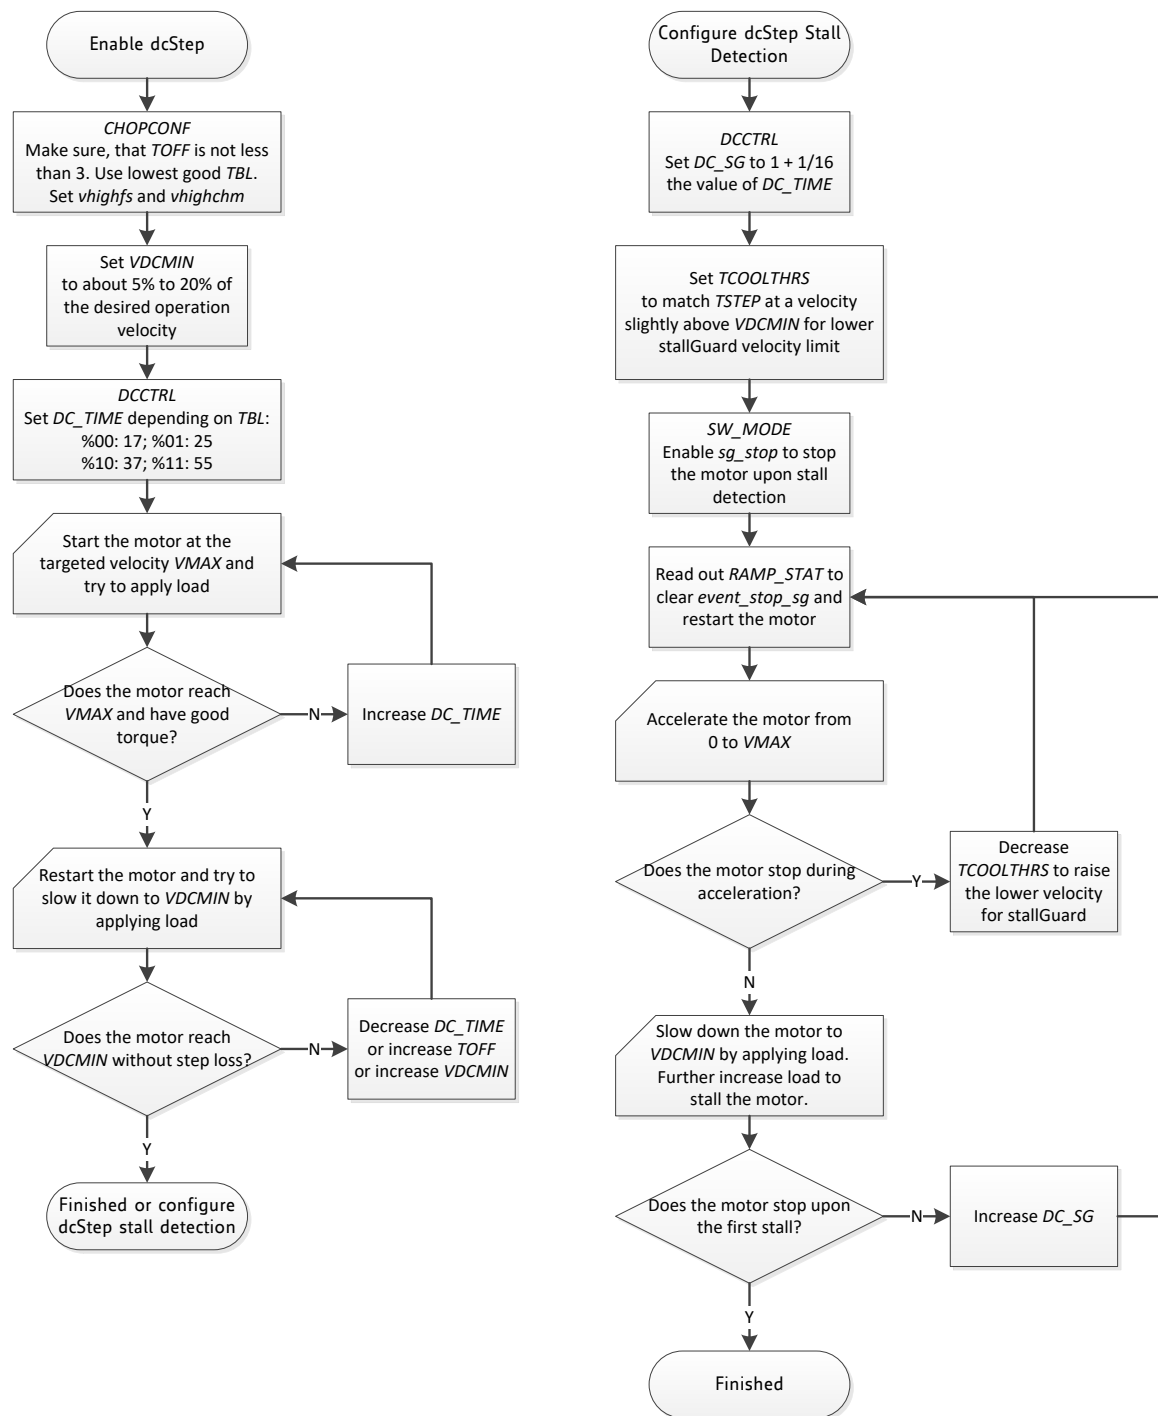 Enable dcStep
CHOPCONF
Make sure, that TOFF is not less
than 3. Use lowest good TBL.
Set vhighfs and vhighchm
Set VDCMIN
to about 5% to 20% of
the desired operation
velocity
DCCTRL
Set DC_TIME depending on TBL:
%00: 17; %01: 25
%10: 37; %11: 55
Start the motor at the
targeted velocity VMAX and
try to apply load
Does the motor reach
VMAX and have good
torque?
N
Increase DC_TIME
Y
Restart the motor and try to
slow it down to VDCMIN by
applying load
Does the motor reach
VDCMIN without step loss?
N
Decrease DC_TIME
or increase TOFF
or increase VDCMIN
Y
Finished or configure
dcStep stall detection
Configure dcStep Stall
Detection
DCCTRL
Set DC_SG to 1 + 1/16
the value of DC_TIME
Set TCOOLTHRS
to match TSTEP at a velocity
slightly above VDCMIN for lower
stallGuard velocity limit
SW_MODE
Enable sg_stop to stop
the motor upon stall
detection
Read out RAMP_STAT to
clear event_stop_sg and
restart the motor
Accelerate the motor from
0 to VMAX
Does the motor stop during
acceleration?
Y
Decrease
TCOOLTHRS to raise
the lower velocity
for stallGuard
N
Slow down the motor to
VDCMIN by applying load.
Further increase load to
stall the motor.
Does the motor stop upon
the first stall?
N
Increase DC_SG
Y
Finished